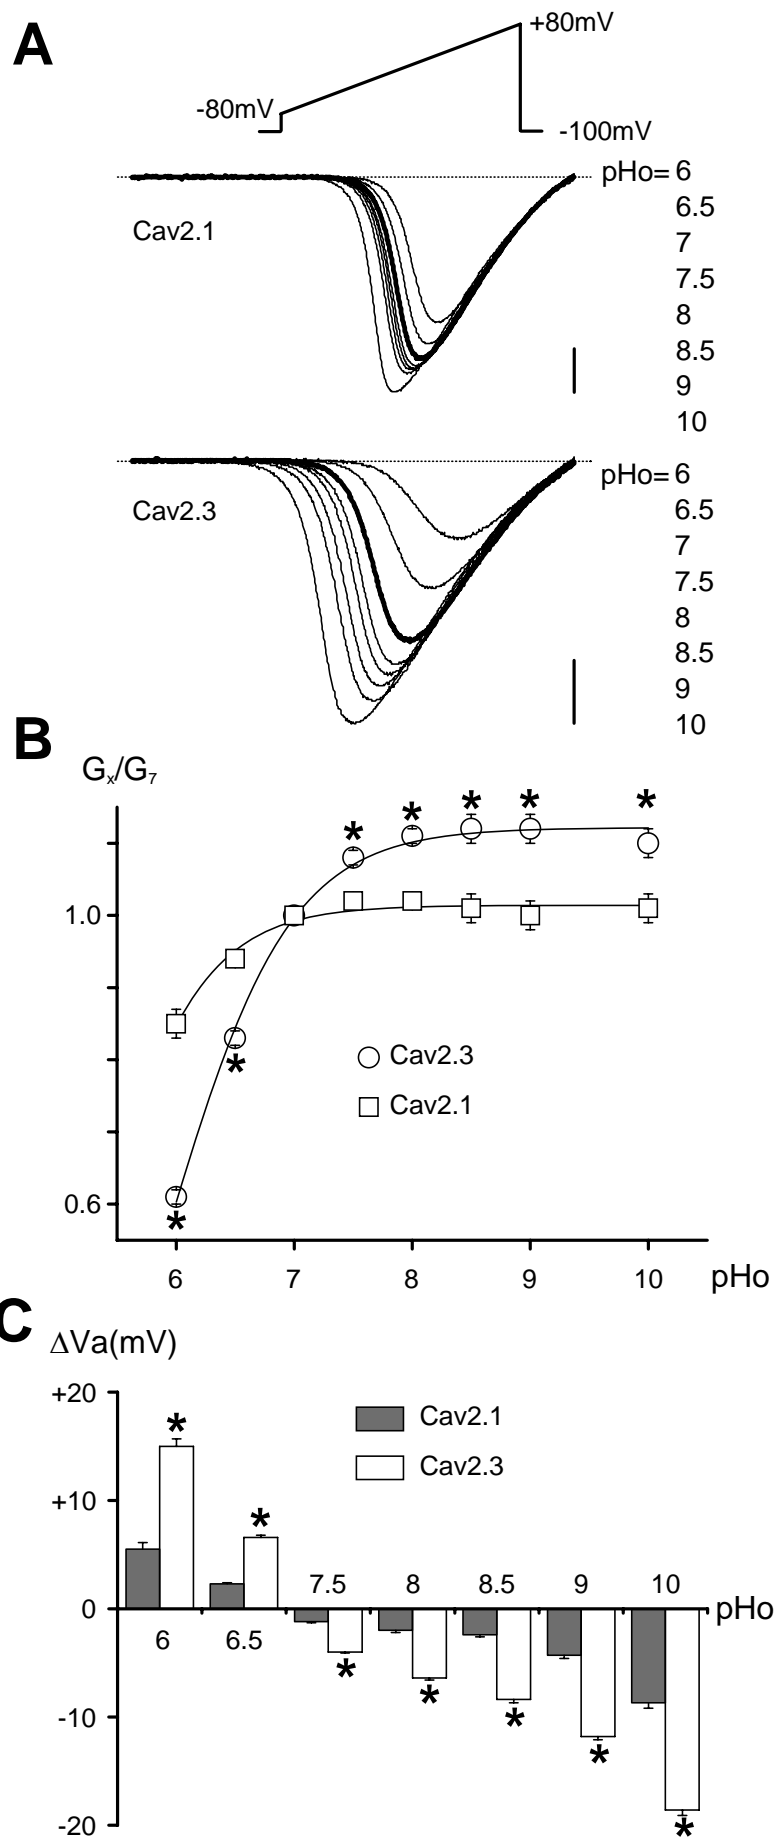 A
+80mV
-80mV
-100mV
pHo= 6
6.5
7
7.5
8
8.5
9
10
Cav2.1
pHo= 6
6.5
7
7.5
8
8.5
9
10
Cav2.3
B
Gx/G7
* * * * *
1.0
*
Cav2.3
Cav2.1
0.6
*
6 7 8 9 10 pHo
C
ΔVa(mV)
+20
Cav2.1
*
Cav2.3
+10
*
7.5 8 8.5 9 10
0 pHo
6 6.5
* * * * *
-10
-20